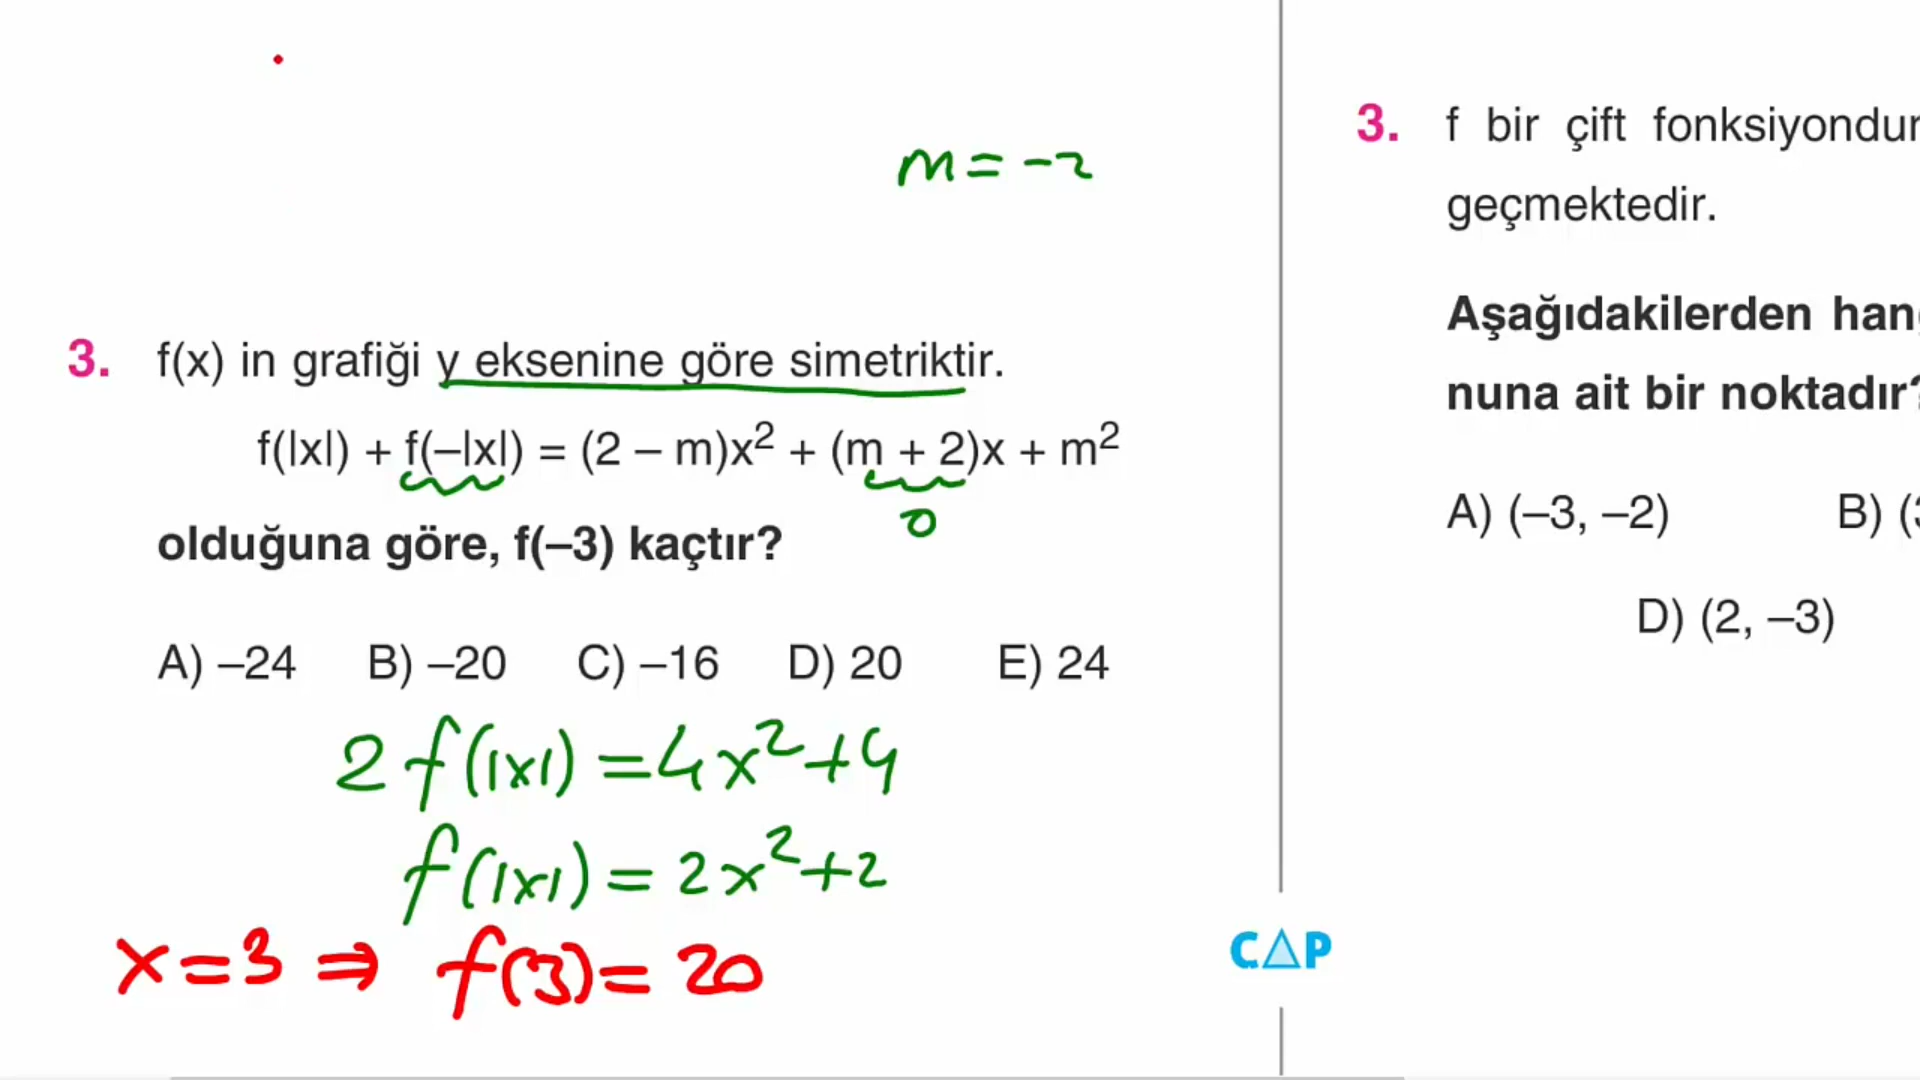 m = -2
3. f(x) in grafiği y eksenine göre simetriktir.
f(|x|) + f(–|x|) = (2 – m)x² + (m + 2)x + m²
0
olduğuna göre, f(–3) kaçtır?
A) –24 B) –20 C) –16 D) 20 E) 24
2 f(|x|) = 4x² + 4
f(|x|) = 2x² + 2
x = 3 ⇒ f(3) = 20
3. f bir çift fonksiyondur
geçmektedir.
Aşağıdakilerden han
nuna ait bir noktadır?
A) (–3, –2) B) (3
D) (2, –3)
CAP